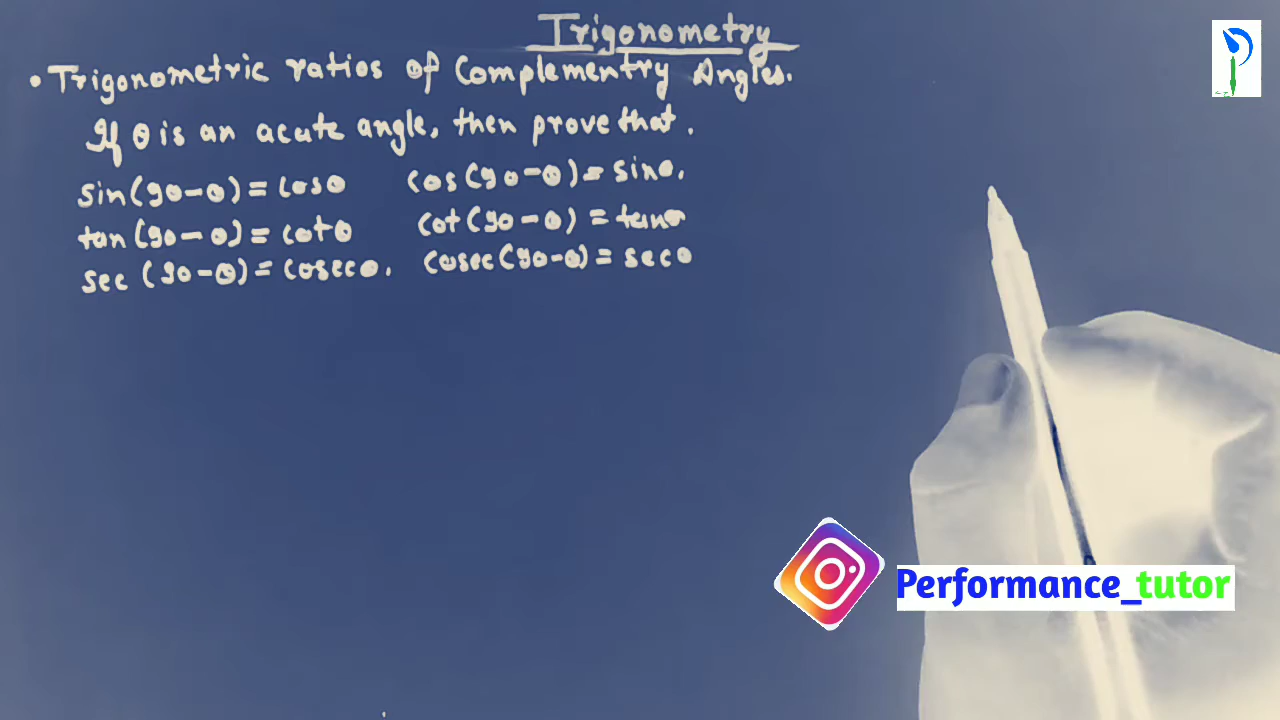 Trigonometry
• Trigonometric ratios of Complementry Angles.
If θ is an acute angle, then prove that.
sin(90-θ) = cosθ cos(90-θ) = sinθ.
tan(90-θ) = cotθ cot(90-θ) = tanθ
sec(90-θ) = cosecθ. cosec(90-θ) = secθ
Performance_tutor